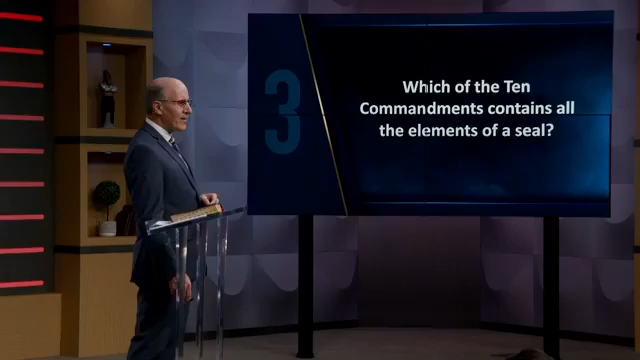 3
Which of the Ten
Commandments contains all
the elements of a seal?